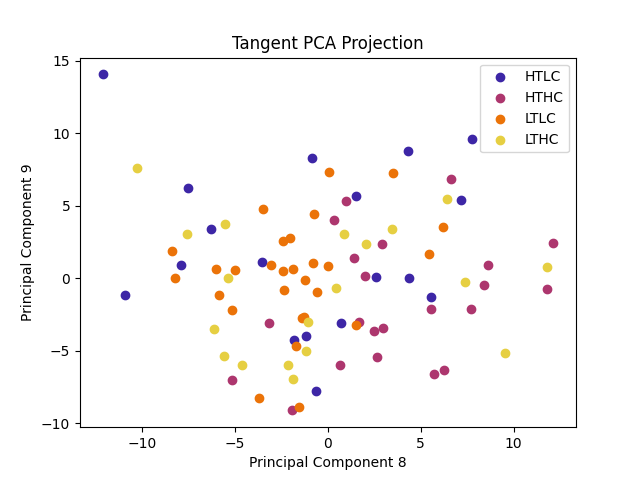 Tangent PCA Projection
HTLC
HTHC
LTLC
LTHC
15
10
5
0
−5
−10
Principal Component 9
−10
−5
0
5
10
Principal Component 8